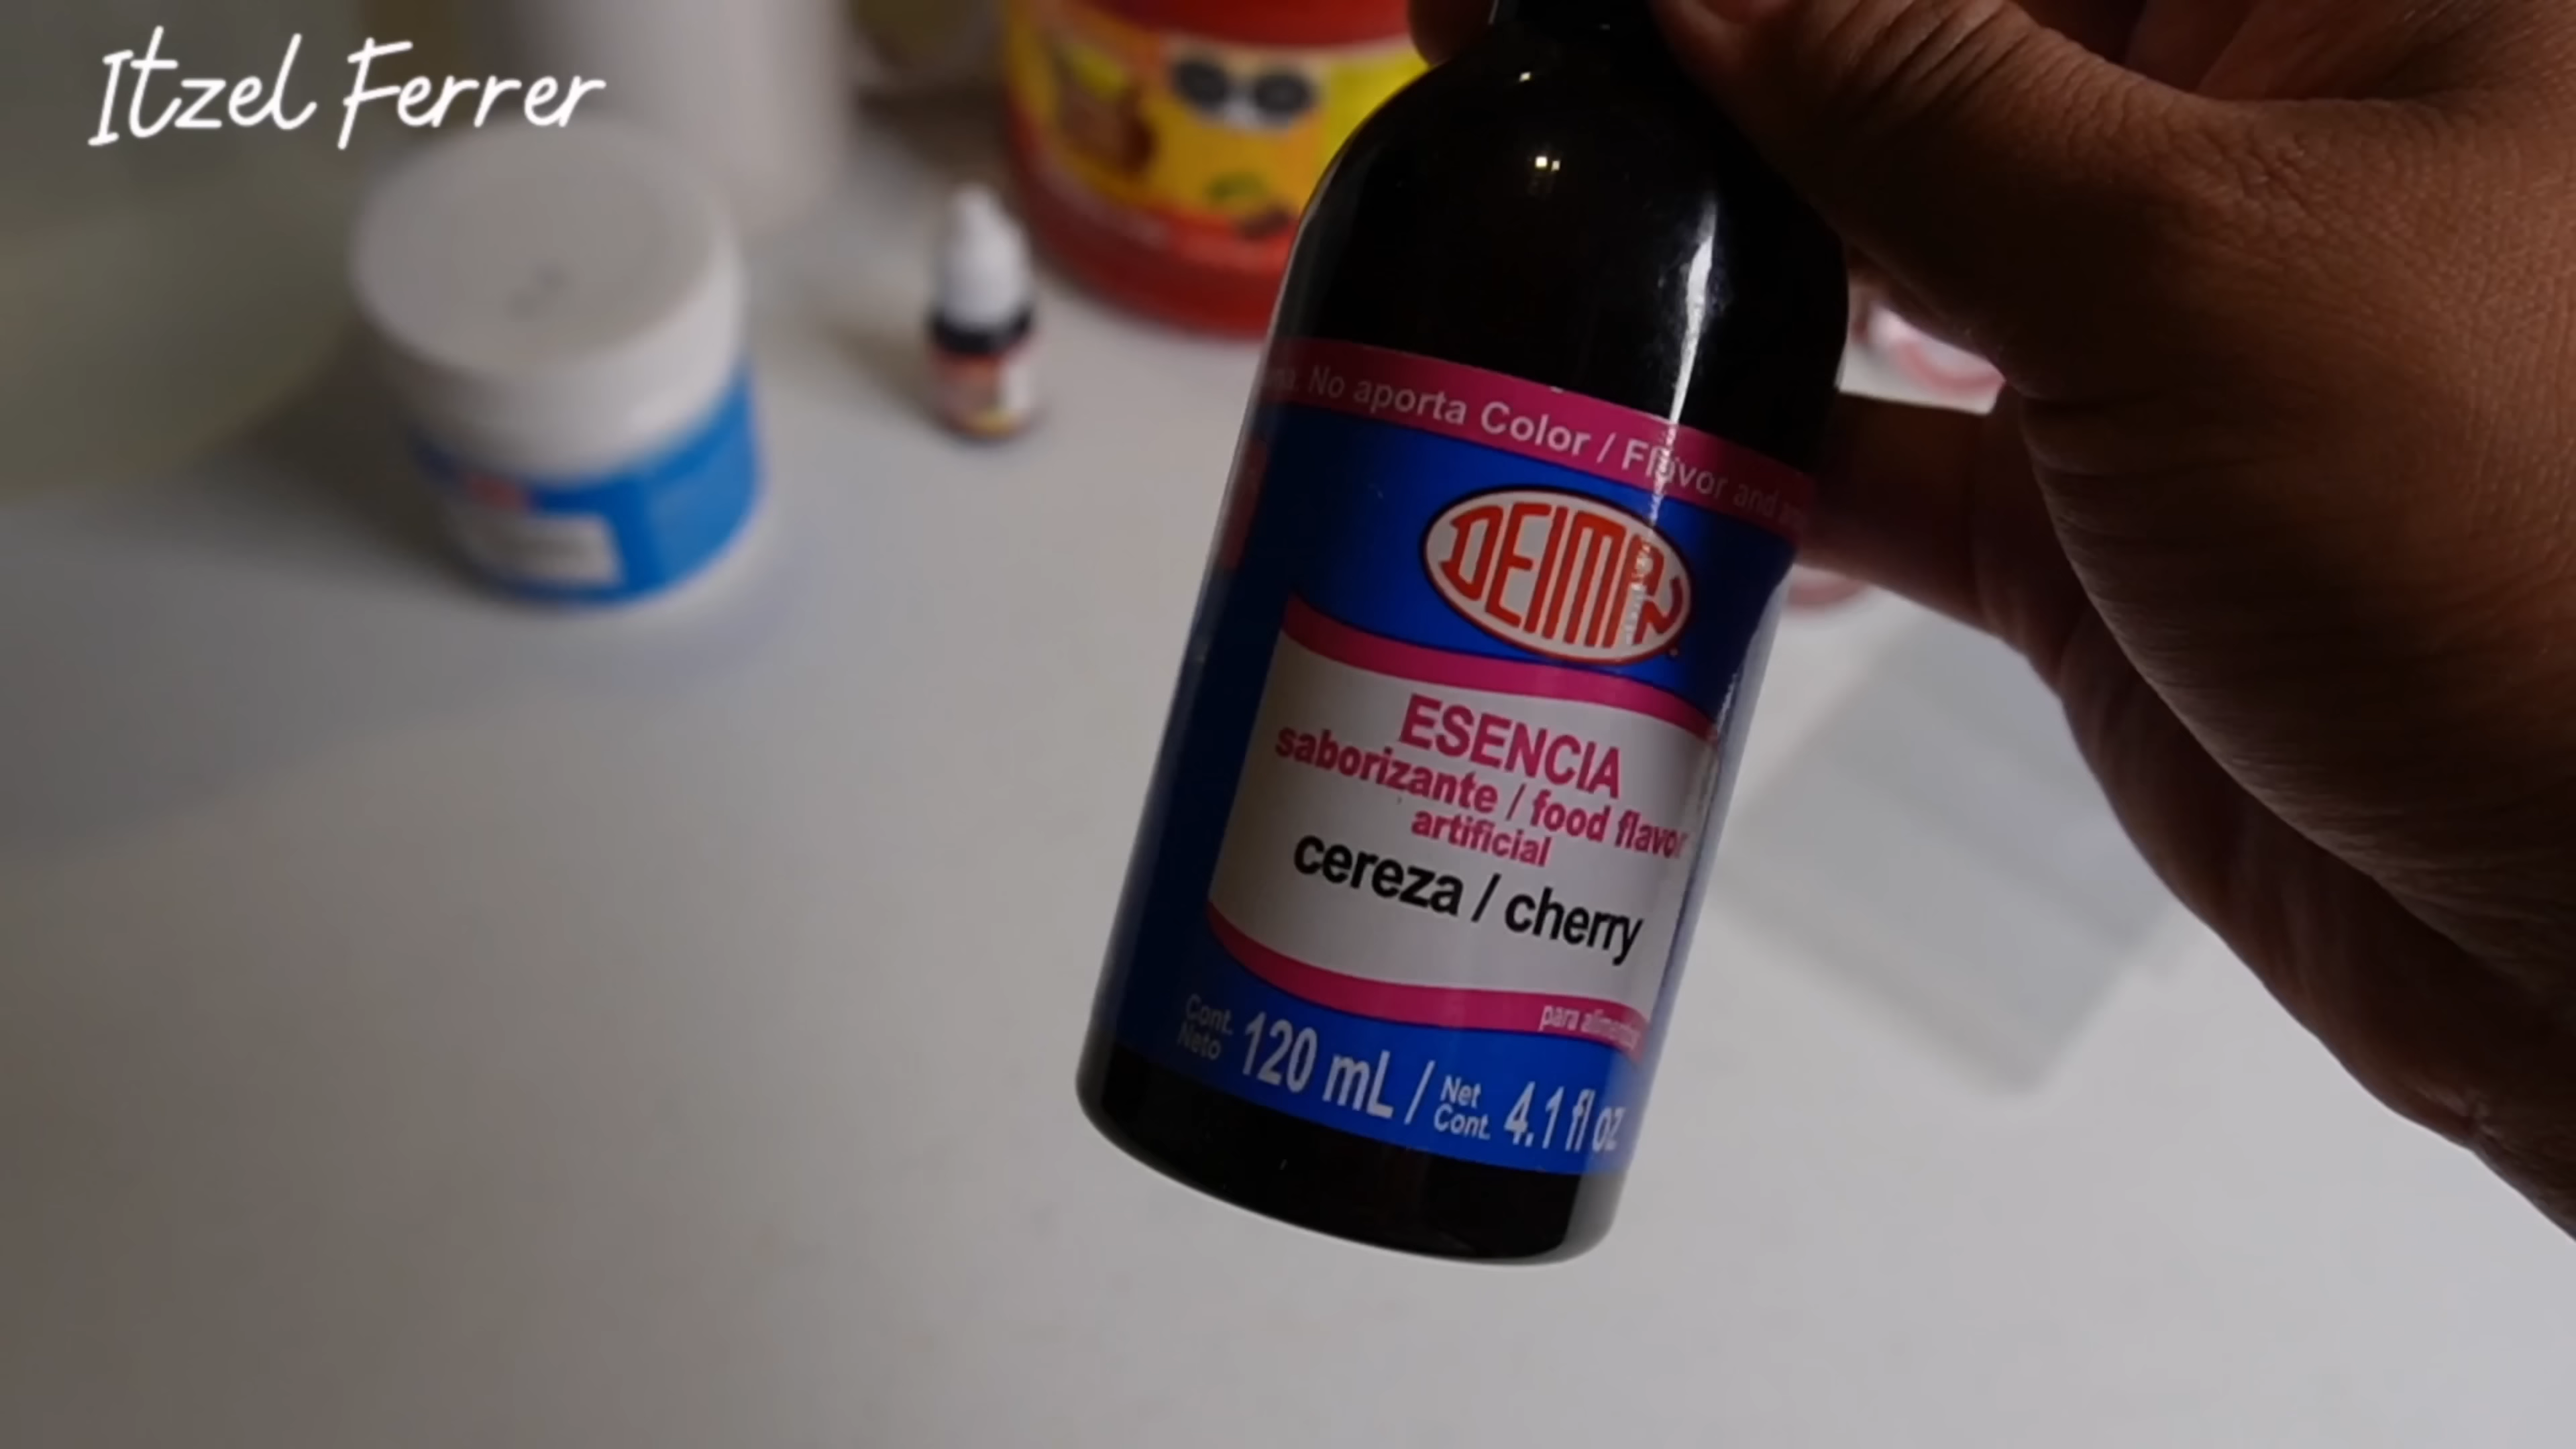 Itzel Ferrer
No aporta Color / Flavor and
DEIMAN
ESENCIA
saborizante / food flavor
artificial
cereza / cherry
para alimentos
Cont. Neto 120 mL / Net Cont. 4.1 fl oz